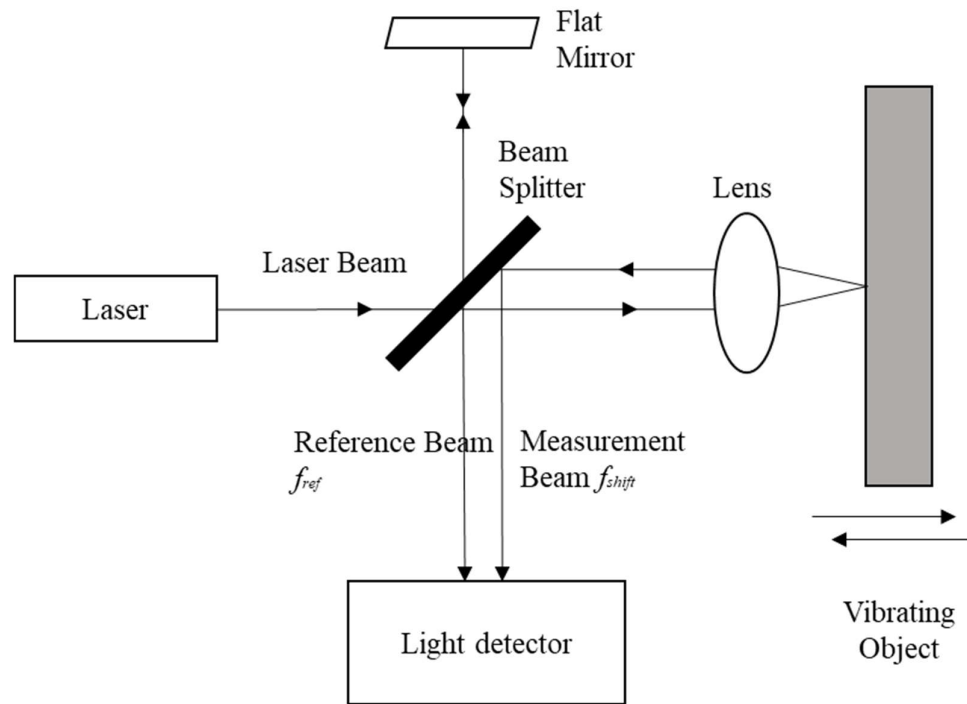 Flat
Mirror
Beam
Splitter
Lens
Laser Beam
Laser
Reference Beam
fref
Measurement
Beam fshift
Light detector
Vibrating
Object